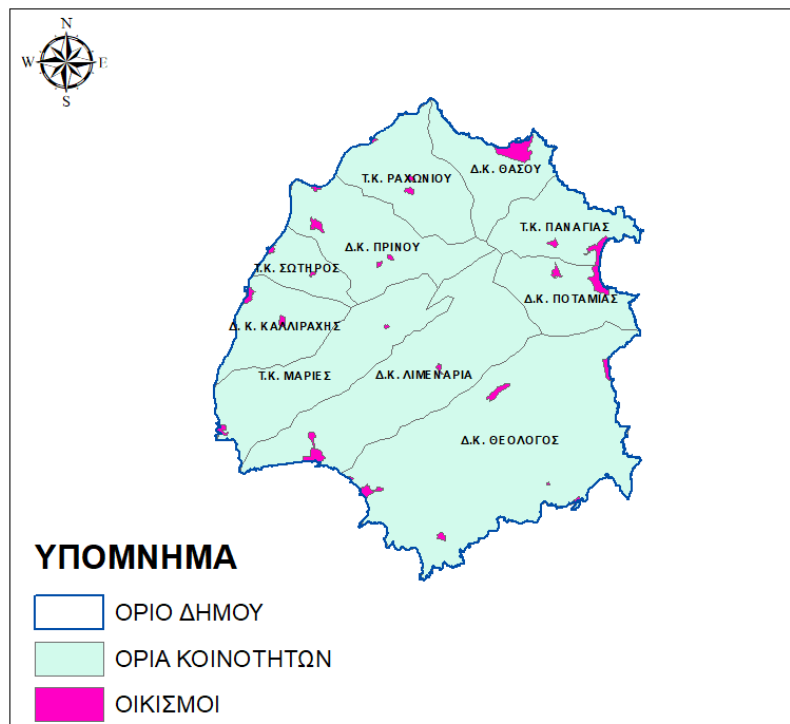 N
W E
S
Δ.Κ. ΘΑΣΟΥ
Τ.Κ. ΡΑΧΩΝΙΟΥ
Τ.Κ. ΠΑΝΑΓΙΑΣ
Δ.Κ. ΠΡΙΝΟΥ
Τ.Κ. ΣΩΤΗΡΟΣ
Δ.Κ. ΠΟΤΑΜΙΑΣ
Δ. Κ. ΚΑΛΛΙΡΑΧΗΣ
Τ.Κ. ΜΑΡΙΕΣ
Δ.Κ. ΛΙΜΕΝΑΡΙΑ
Δ.Κ. ΘΕΟΛΟΓΟΣ
ΥΠΟΜΝΗΜΑ
ΟΡΙΟ ΔΗΜΟΥ
ΟΡΙΑ ΚΟΙΝΟΤΗΤΩΝ
ΟΙΚΙΣΜΟΙ